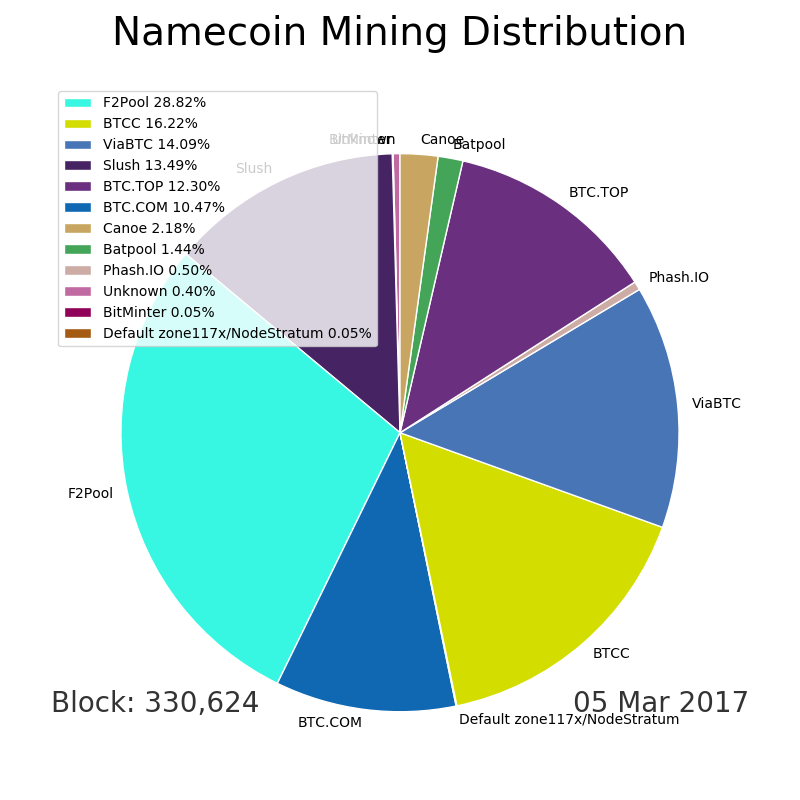 Namecoin Mining Distribution
F2Pool 28.82%
BTCC 16.22%
ViaBTC 14.09%
Slush 13.49%
BTC.TOP 12.30%
BTC.COM 10.47%
Canoe 2.18%
Batpool 1.44%
Phash.IO 0.50%
Unknown 0.40%
BitMinter 0.05%
Default zone117x/NodeStratum 0.05%
BitMinter
Unknown
Canoe
Batpool
Slush
BTC.TOP
Phash.IO
ViaBTC
F2Pool
BTCC
Block: 330,624
05 Mar 2017
BTC.COM
Default zone117x/NodeStratum